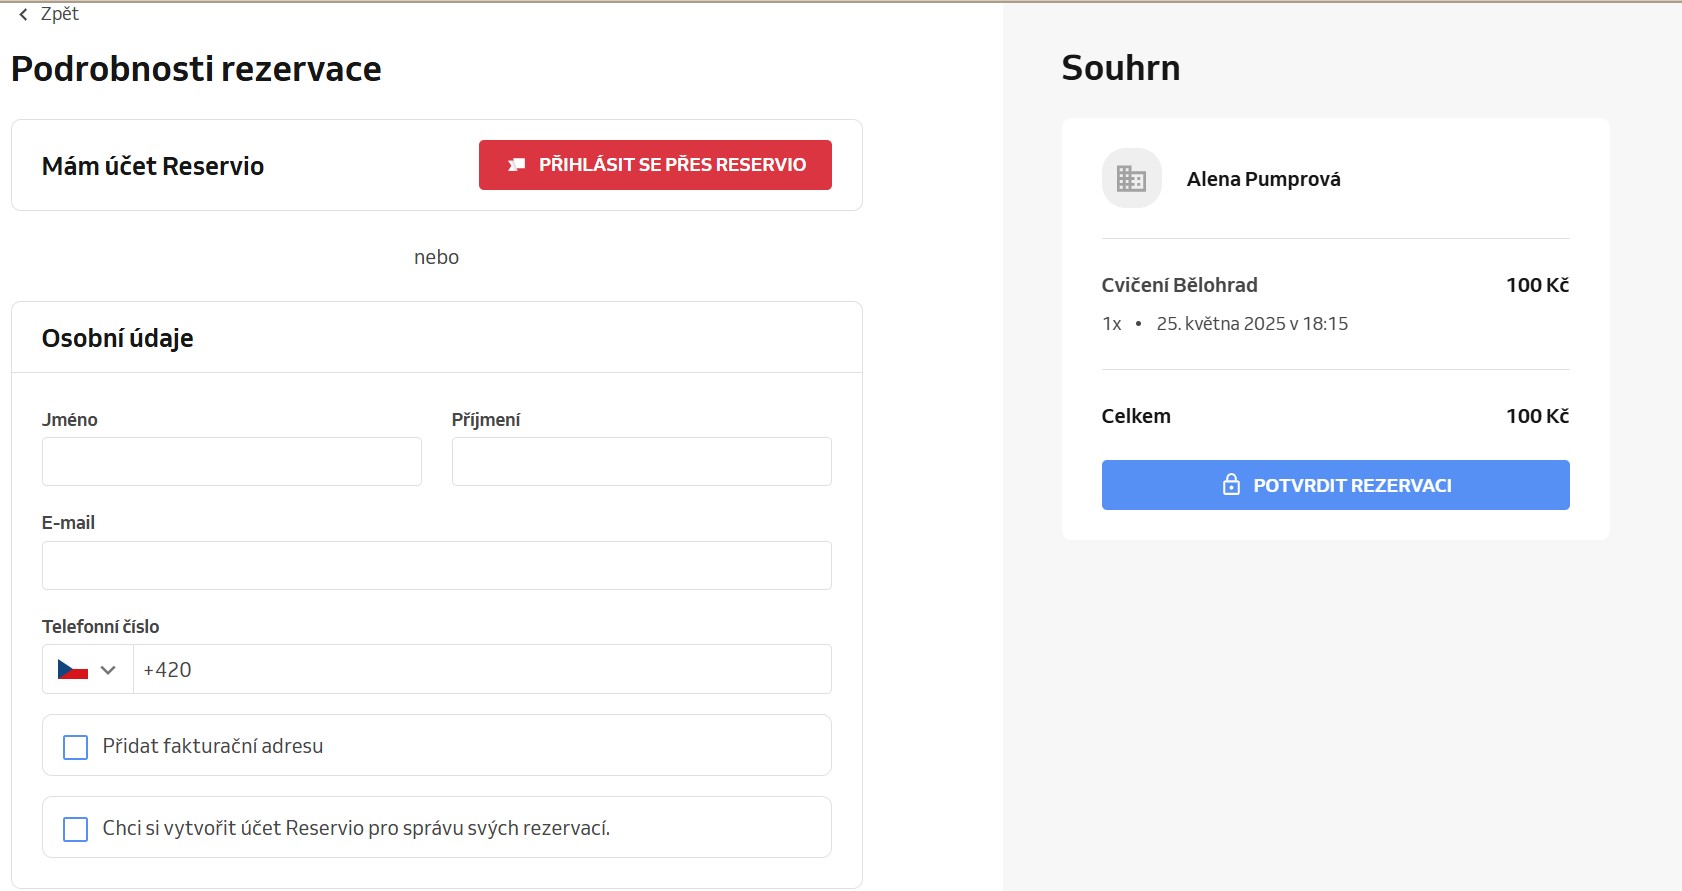 Zpět
Podrobnosti rezervace
Mám účet Reservio
PŘIHLÁSIT SE PŘES RESERVIO
nebo
Osobní údaje
Jméno
Příjmení
E-mail
Telefonní číslo
+420
Přidat fakturační adresu
Chci si vytvořit účet Reservio pro správu svých rezervací.
Souhrn
Alena Pumprová
Cvičení Bělohrad 100 Kč
1x • 25. května 2025 v 18:15
Celkem 100 Kč
POTVRDIT REZERVACI